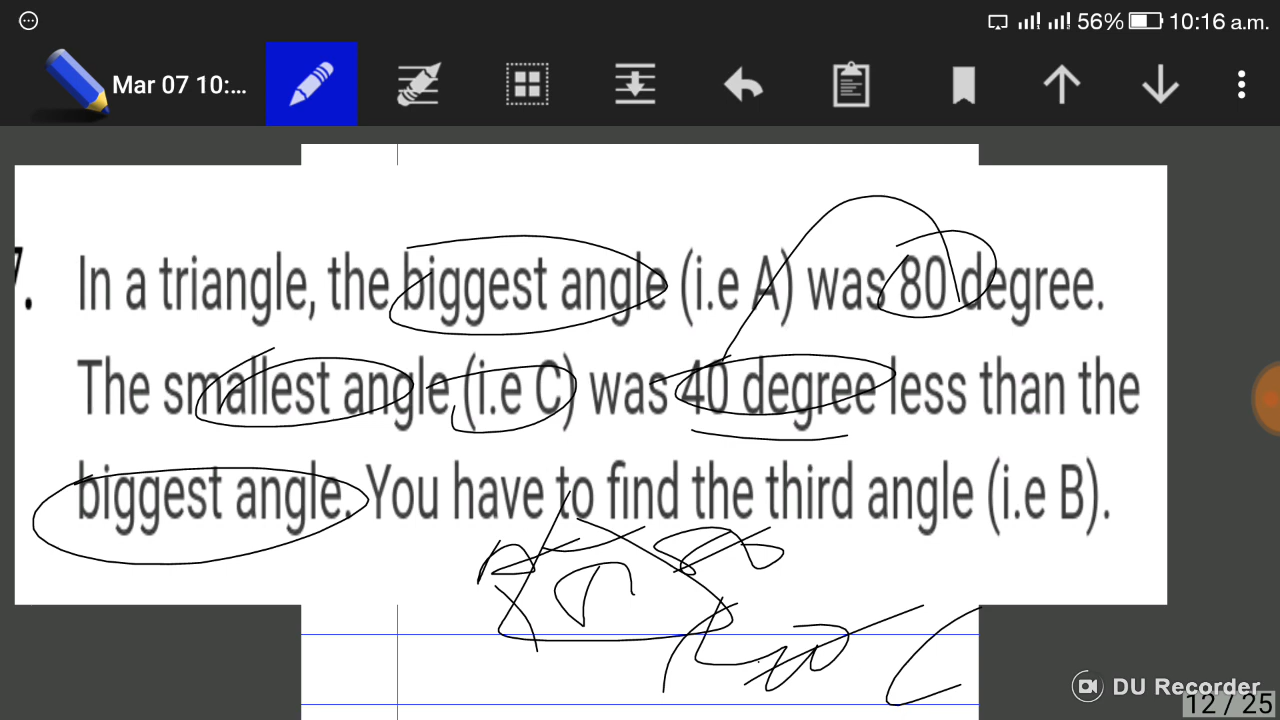 56% 10:16 a.m.
Mar 07 10:...
7. In a triangle, the biggest angle (i.e A) was 80 degree.
The smallest angle (i.e C) was 40 degree less than the
biggest angle. You have to find the third angle (i.e B).
DU Recorder
12 / 25